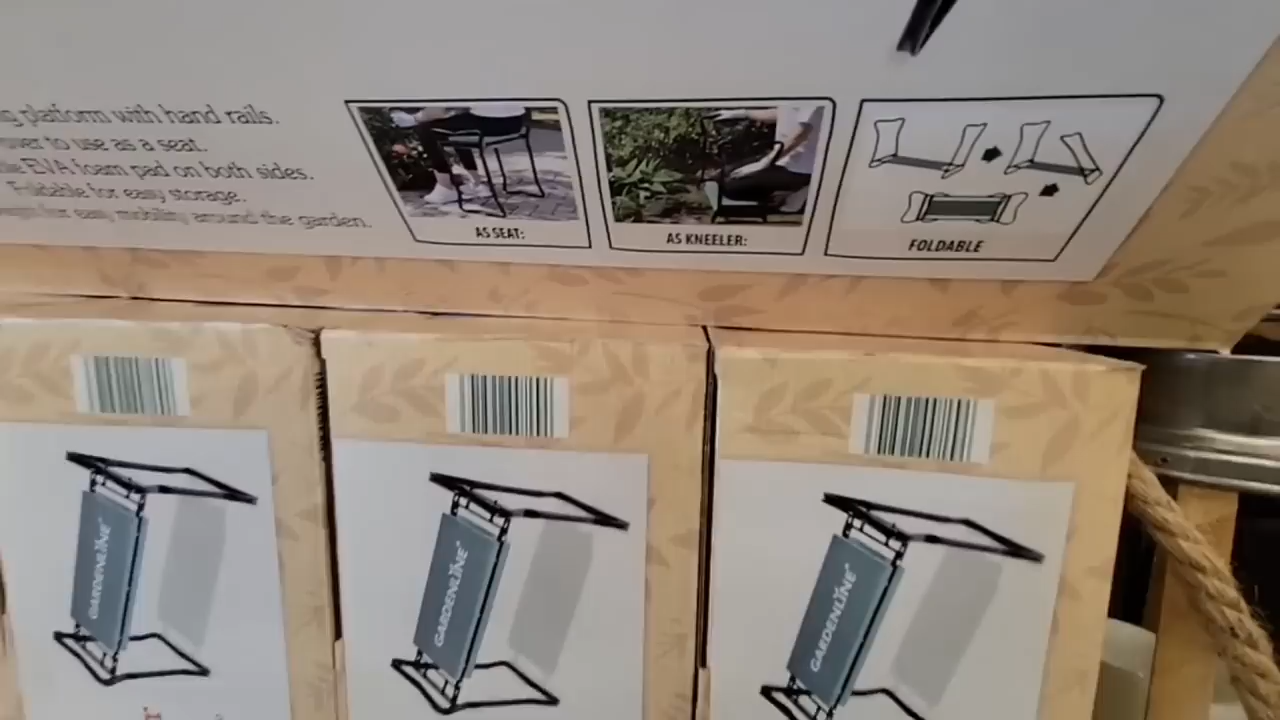 platform with hand rails.
over to use as a seat.
EVA foam pad on both sides.
Foldable for easy storage.
for easy mobility around the garden.
AS SEAT:
AS KNEELER:
FOLDABLE
GARDENLINE®
GARDENLINE®
GARDENLINE®